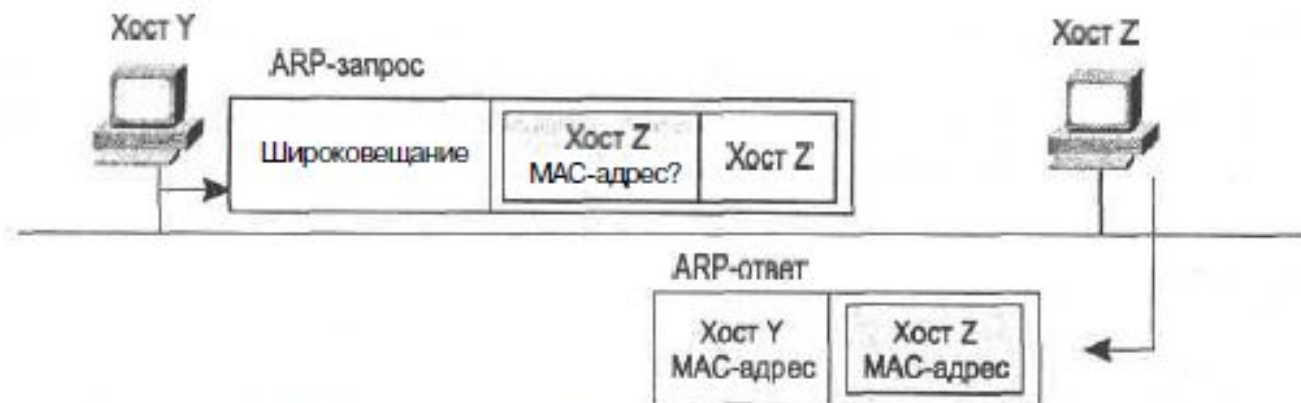 Хост Y
Хост Z
ARP-запрос
Широковещание
Хост Z
MAC-адрес?
Хост Z
ARP-ответ
Хост Y
MAC-адрес
Хост Z
MAC-адрес